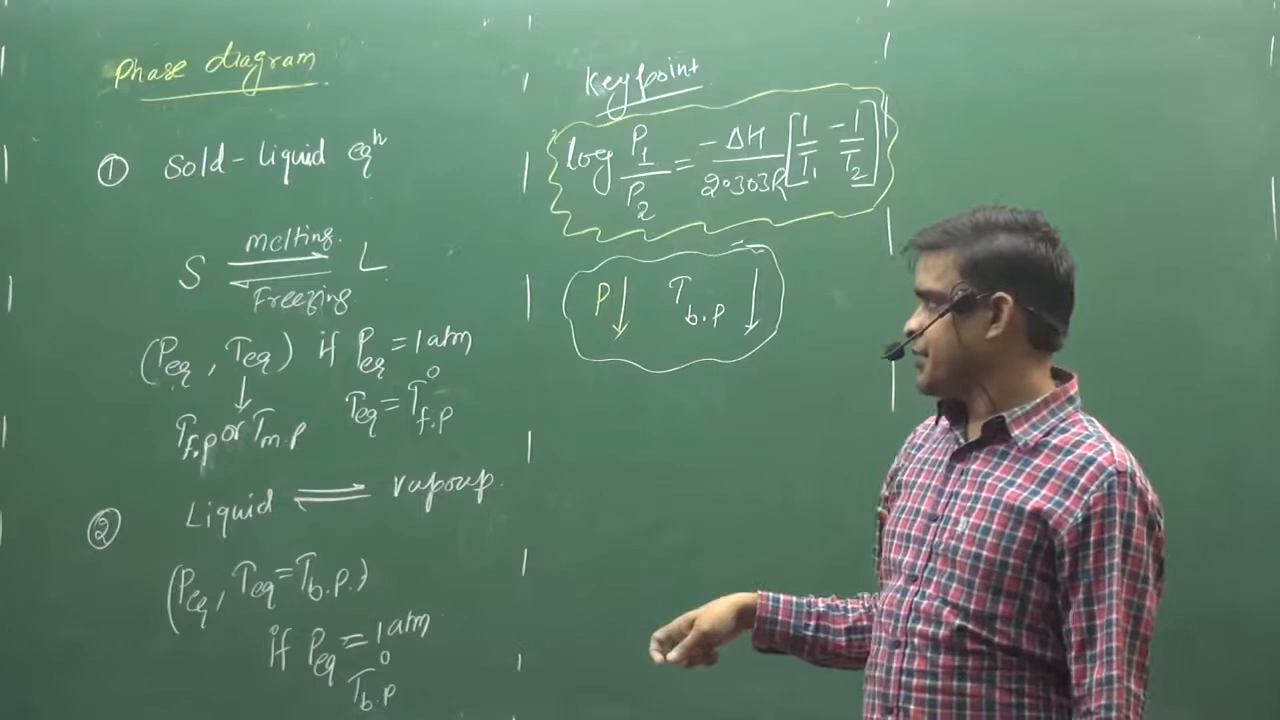 Phase diagram
① Sold-Liquid eqⁿ
melting.
S ⇌ L
Freezing
(Peq, Teq) if Peq = 1 atm
↓
Tf.p or Tm.p Teq = T°f.p
② Liquid ⇌ vapour.
(Peq, Teq = Tb.p.)
if Peq = 1 atm
T°b.p
Keypoint
log P₁/P₂ = -ΔH/2.303R [1/T₁ - 1/T₂]
P↓ Tb.p ↓